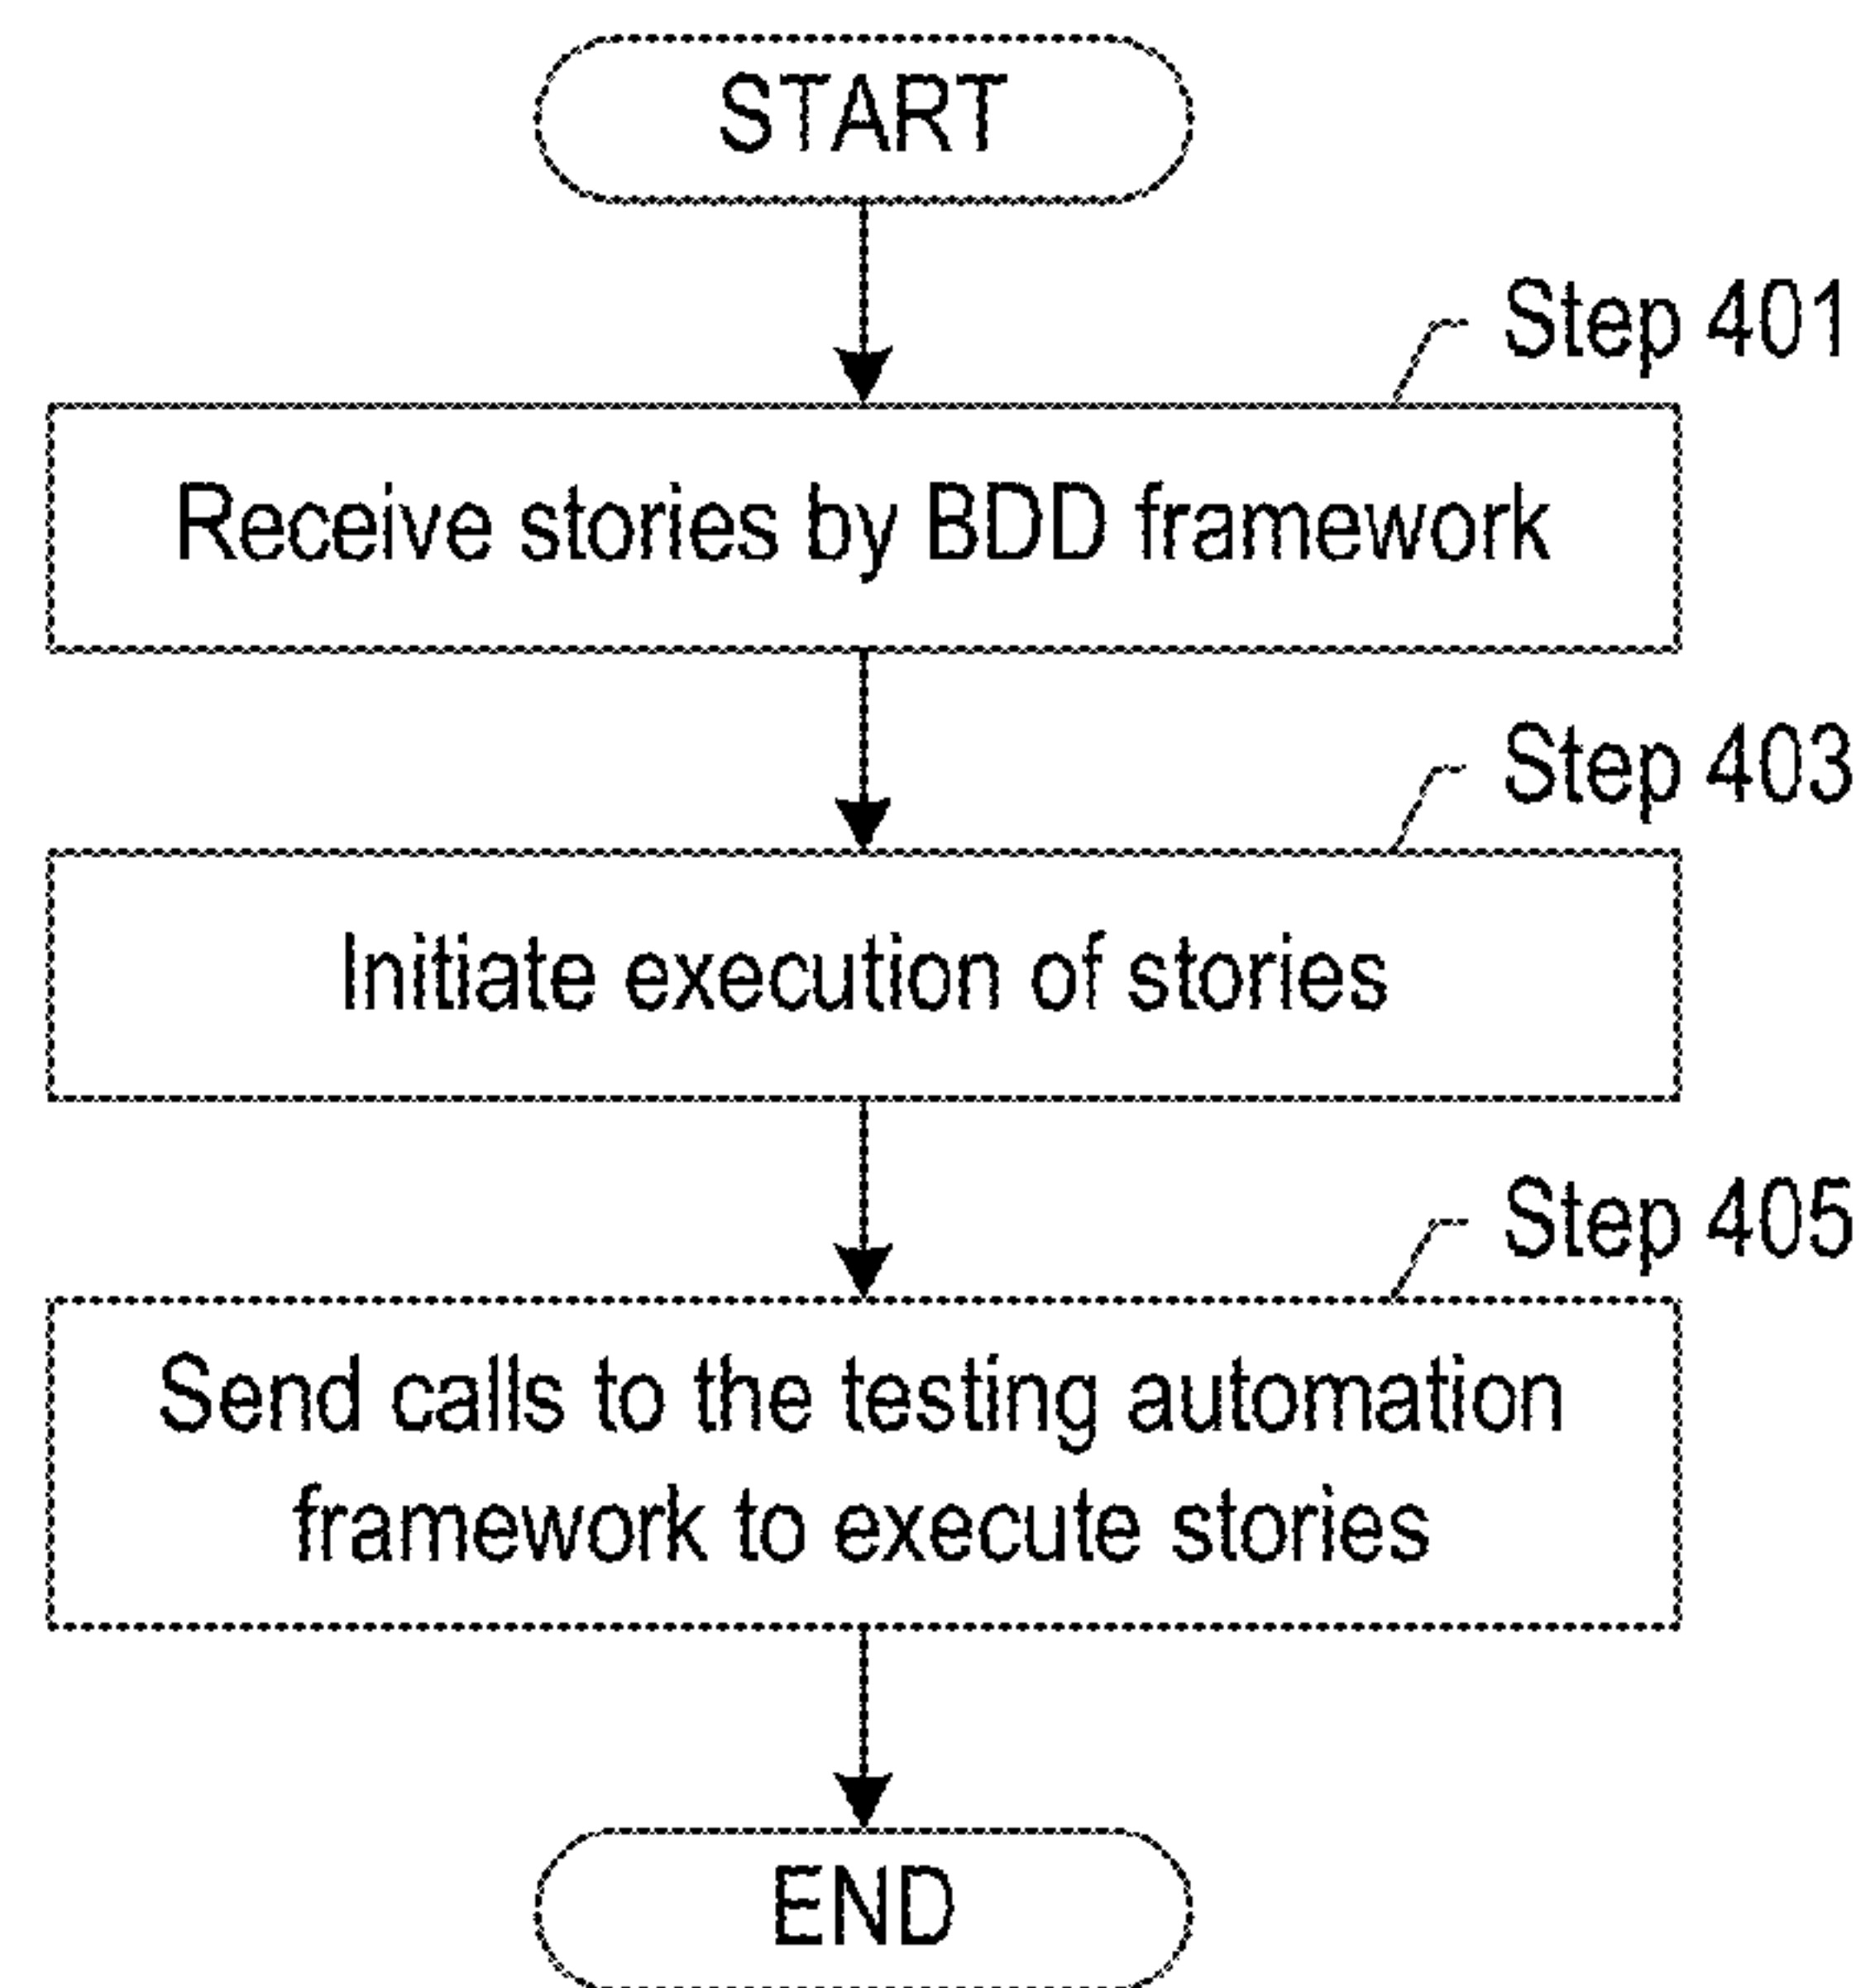 START
Step 401
Receive stories by BDD framework
Step 403
Initiate execution of stories
Step 405
Send calls to the testing automation
framework to execute stories
END